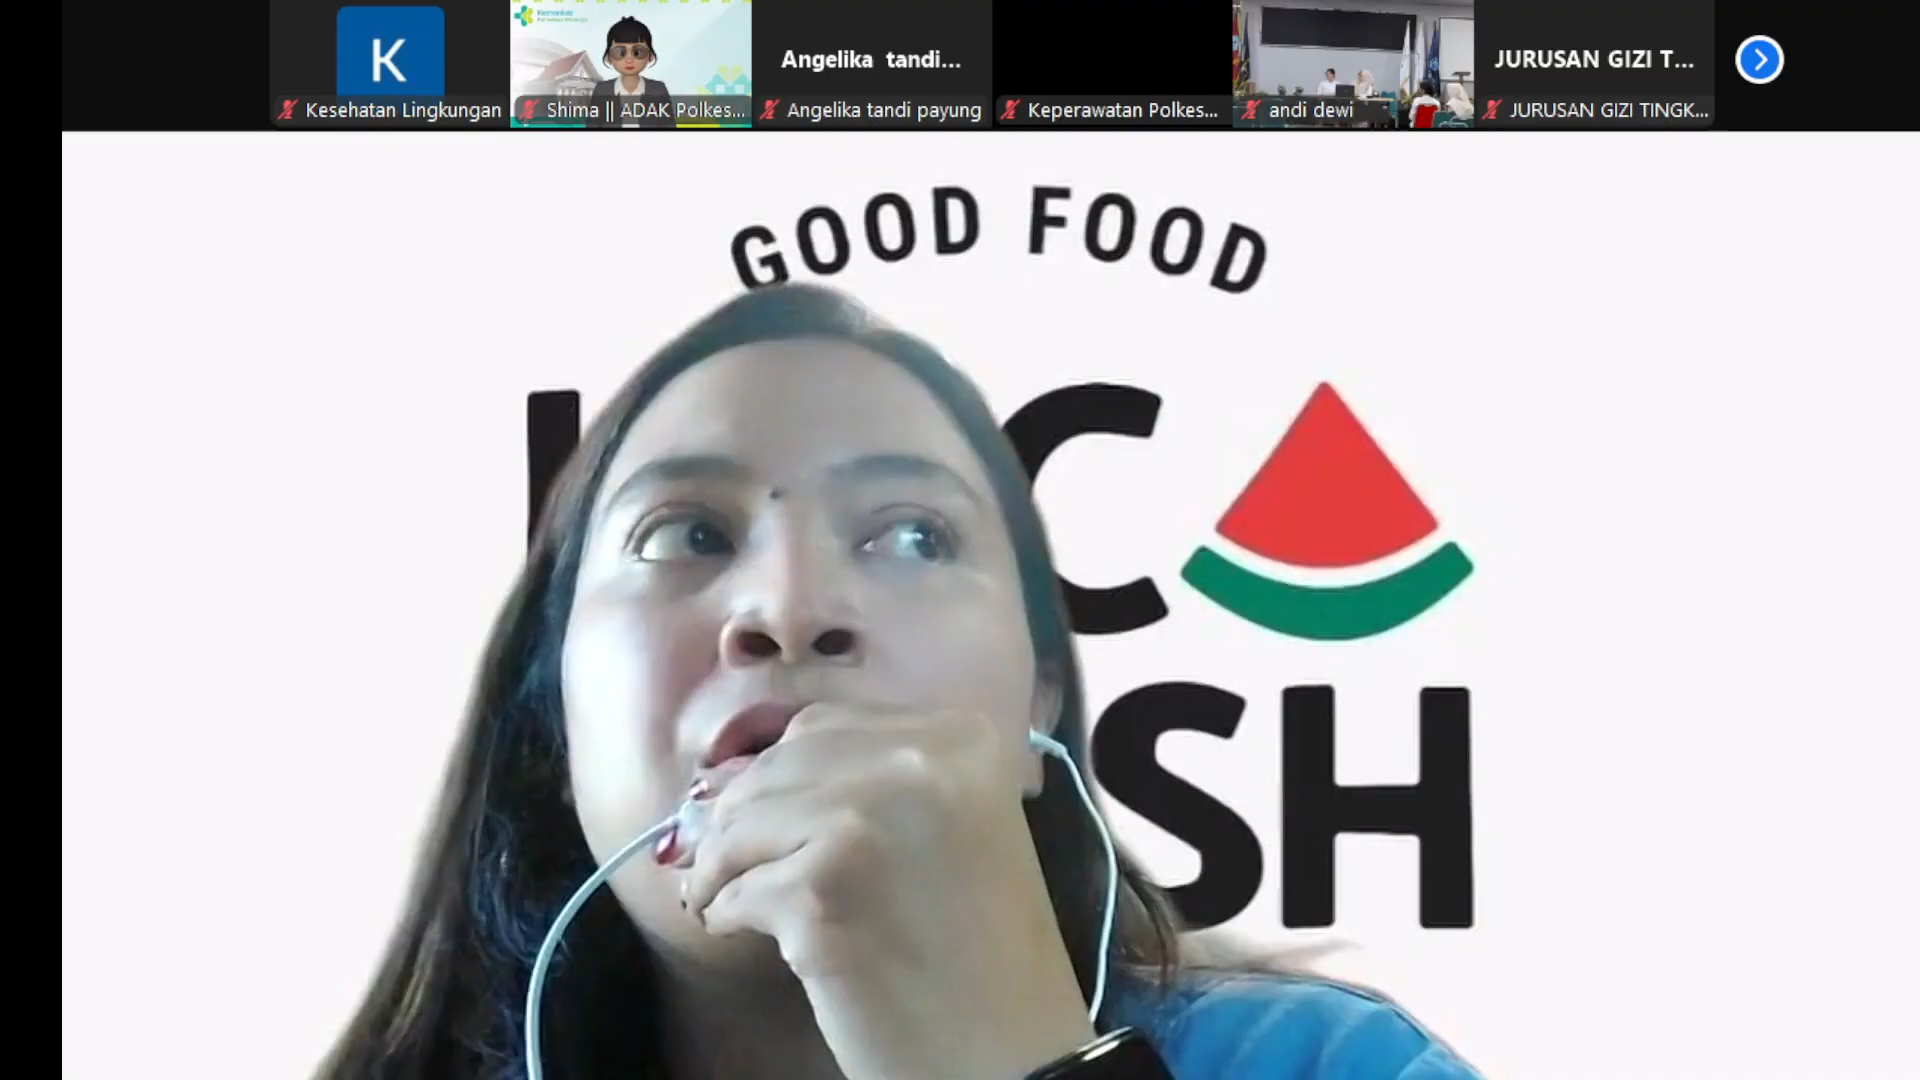 K
Kesehatan Lingkungan
Shima || ADAK Polkes...
Angelika tandi...
Angelika tandi payung
Keperawatan Polkes...
andi dewi
JURUSAN GIZI T...
JURUSAN GIZI TINGK...
GOOD FOOD
C
SH